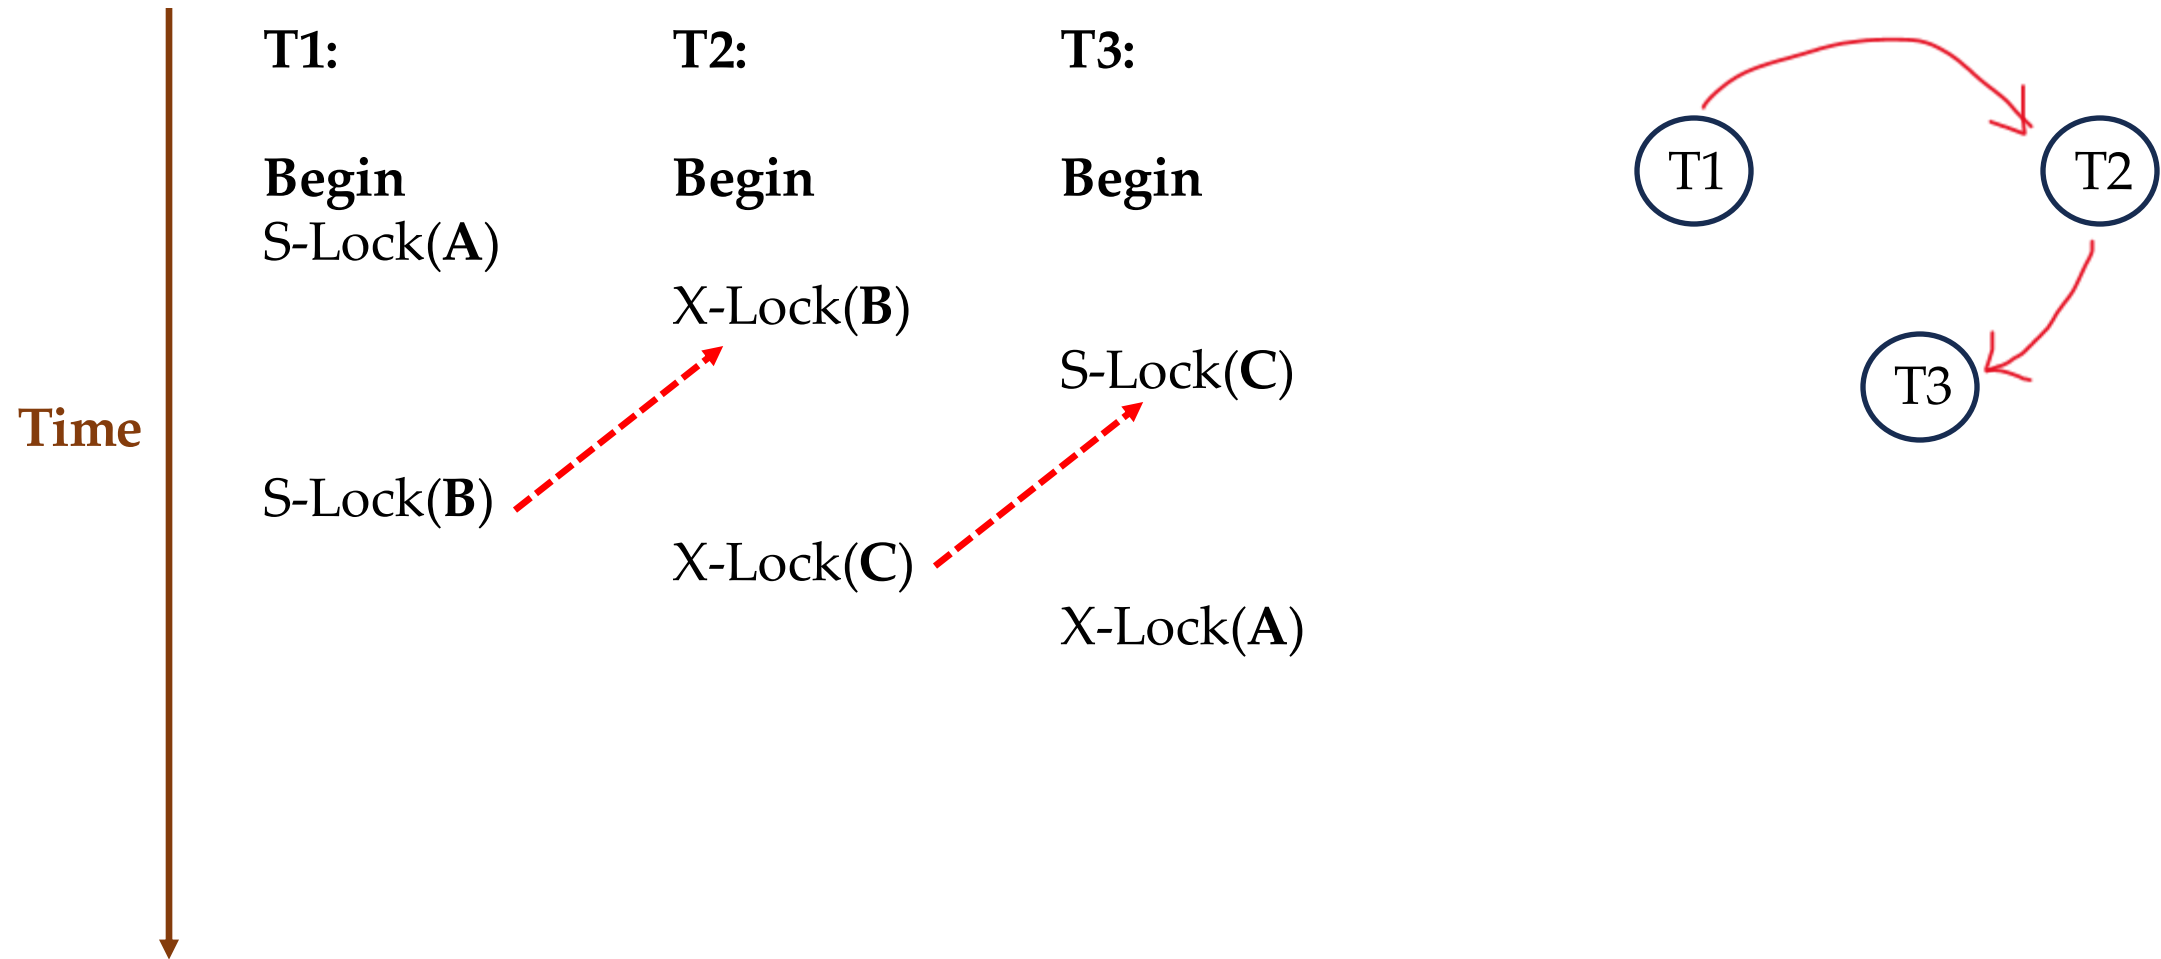 T1: T2: T3:
Begin Begin Begin
S-Lock(A)
X-Lock(B)
S-Lock(C)
Time
S-Lock(B)
X-Lock(C)
X-Lock(A)
T1 T2
T3